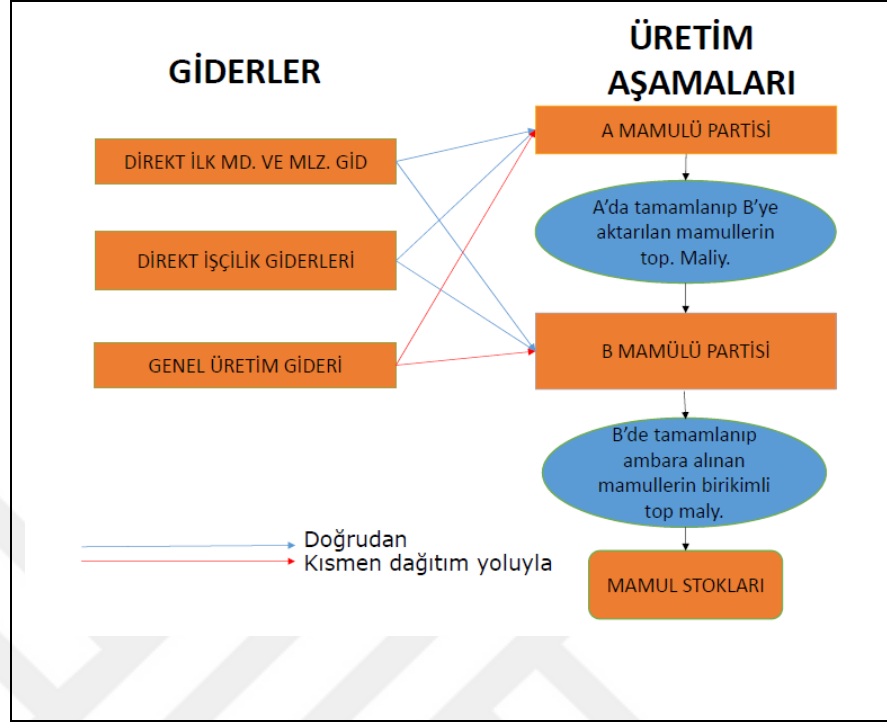 GİDERLER
ÜRETİM
AŞAMALARI
DİREKT İLK MD. VE MLZ. GİD
DİREKT İŞÇİLİK GİDERLERİ
GENEL ÜRETİM GİDERİ
A MAMULÜ PARTİSİ
A’da tamamlanıp B’ye
aktarılan mamullerin
top. Maliy.
B MAMÜLÜ PARTİSİ
B’de tamamlanıp
ambara alınan
mamullerin birikimli
top maly.
MAMUL STOKLARI
Doğrudan
Kısmen dağıtım yoluyla